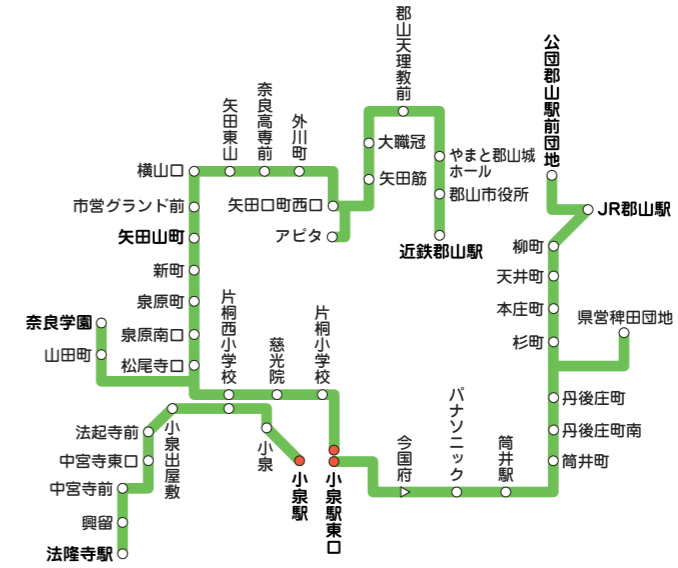 郡山天理教前
公団郡山駅前団地
奈良高専前
矢田東山
外川町
大職冠
やまと郡山城
ホール
横山口
矢田筋
郡山市役所
市営グランド前
矢田口町西口
JR郡山駅
矢田山町
アピタ
近鉄郡山駅
柳町
新町
天井町
泉原町
片桐西小学校
片桐小学校
本庄町
県営稗田団地
奈良学園
泉原南口
慈光院
杉町
山田町
松尾寺口
パナソニック
丹後庄町
法起寺前
小泉出屋敷
小泉
今国府
筒井駅
丹後庄町南
中宮寺東口
筒井町
中宮寺前
小泉駅
小泉駅東口
興留
法隆寺駅